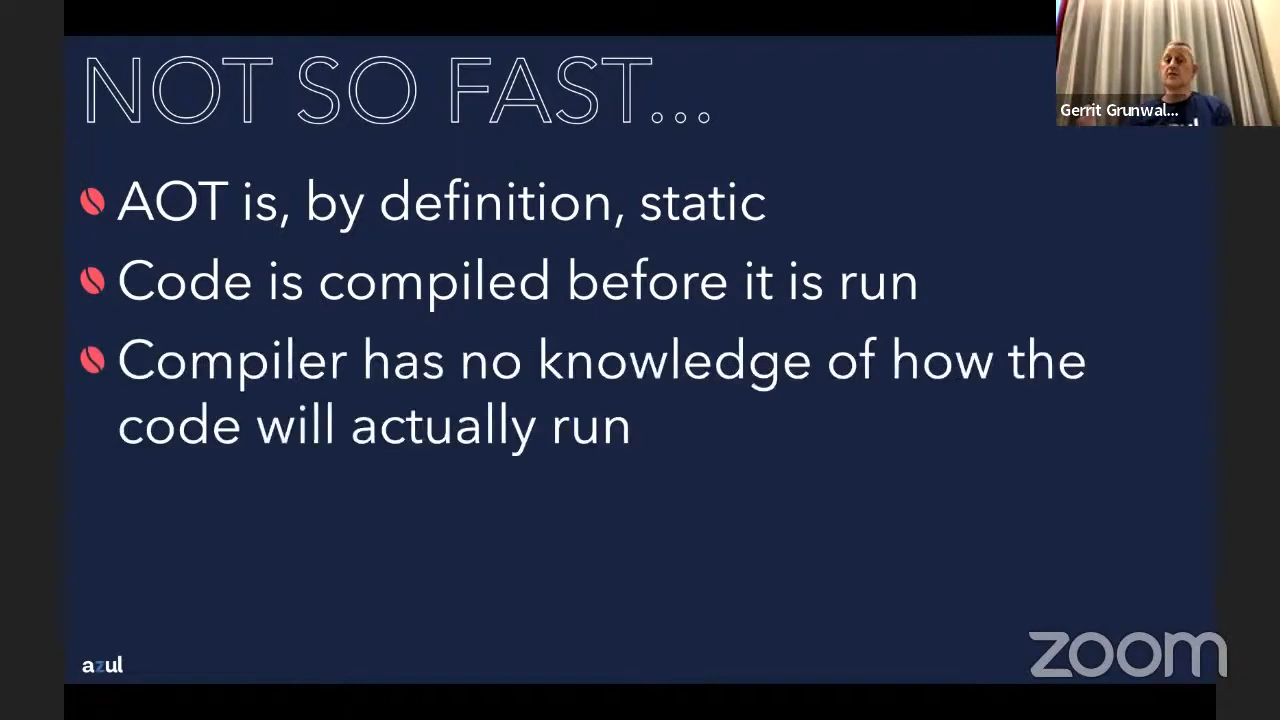 NOT SO FAST...
Gerrit Grunwal...
AOT is, by definition, static
Code is compiled before it is run
Compiler has no knowledge of how the
code will actually run
azul
zoom